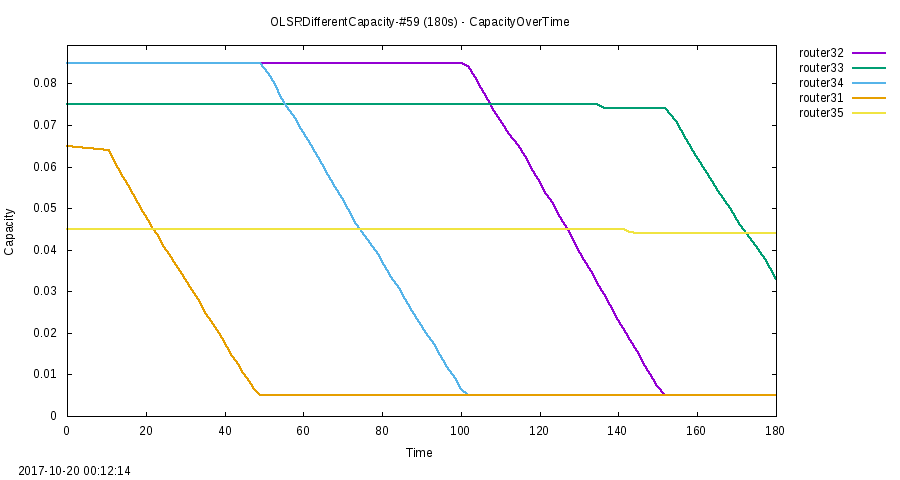 OLSRDifferentCapacity-#59 (180s) - CapacityOverTime
router32
router33
router34
router31
router35
0.08
0.07
0.06
0.05
0.04
0.03
0.02
0.01
0
Capacity
0 20 40 60 80 100 120 140 160 180
Time
2017-10-20 00:12:14